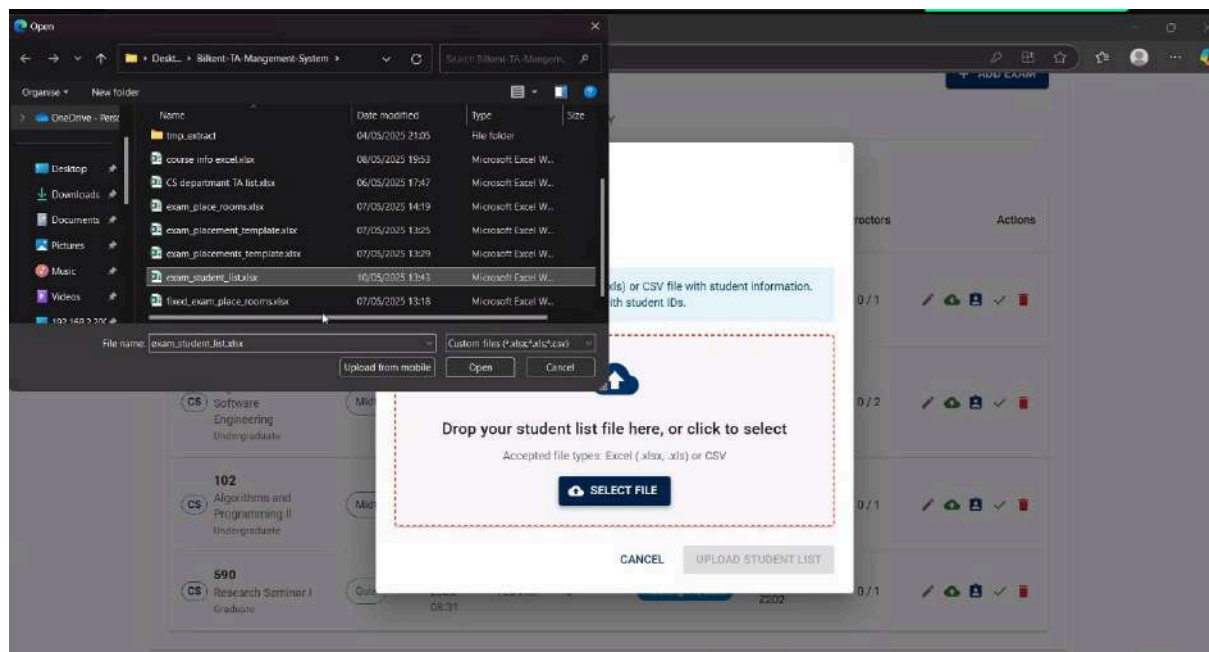 Open
Deskt... › Bilkent-TA-Mangement-System ›
Search Bilkent-TA-Mangem...
Organise
New folder
Name Date modified Type Size
OneDrive - Perso
Desktop
Downloads
Documents
Pictures
Music
Videos
tmp_extract 04/05/2025 21:05 File folder
course info excel.xlsx 08/05/2025 19:53 Microsoft Excel W...
CS departmant TA list.xlsx 06/05/2025 17:47 Microsoft Excel W...
exam_place_rooms.xlsx 07/05/2025 14:19 Microsoft Excel W...
exam_placement_template.xlsx 07/05/2025 13:25 Microsoft Excel W...
exam_placements_template.xlsx 07/05/2025 13:29 Microsoft Excel W...
exam_student_list.xlsx 10/05/2025 13:43 Microsoft Excel W...
fixed_exam_place_rooms.xlsx 07/05/2025 13:18 Microsoft Excel W...
File name: exam_student_list.xlsx
Custom files (*.xlsx;*.xls;*.csv)
Upload from mobile Open Cancel
+ ADD EXAM
roctors Actions
xls) or CSV file with student information.
ith student IDs.
0 / 1
Drop your student list file here, or click to select
Accepted file types: Excel (.xlsx, .xls) or CSV
SELECT FILE
CANCEL UPLOAD STUDENT LIST
CS
Software
Engineering
Undergraduate
Mid
0 / 2
102
CS
Algorithms and
Programming II
Undergraduate
Mid
0 / 1
590
CS
Research Seminar I
Graduate
08:31
Z202
0 / 1